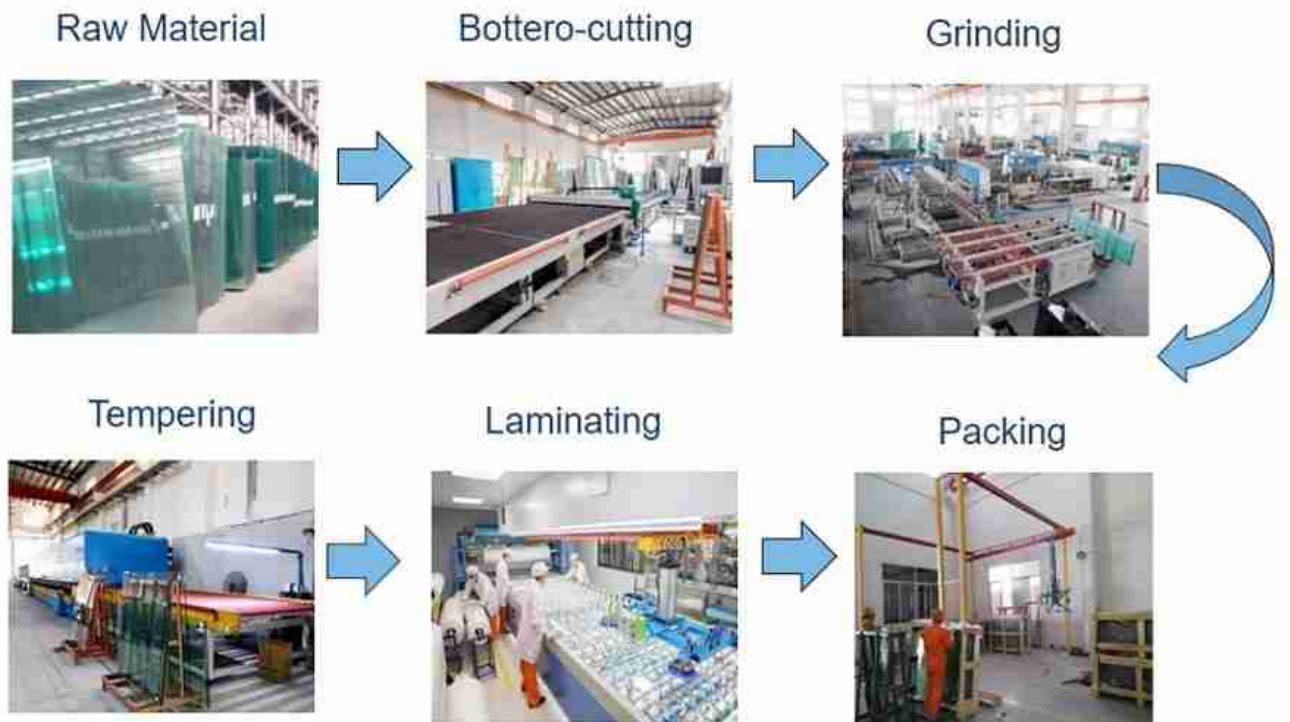 Raw Material
Bottero-cutting
Grinding
Tempering
Laminating
Packing